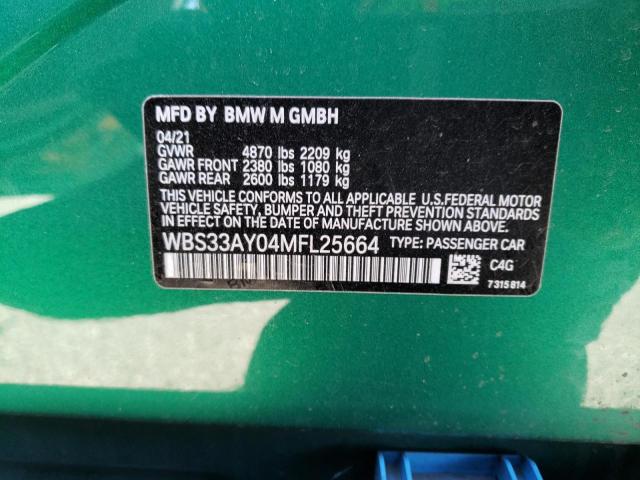 MFD BY BMW M GMBH
04/21
GVWR 4870 lbs 2209 kg
GAWR FRONT 2380 lbs 1080 kg
GAWR REAR 2600 lbs 1179 kg
THIS VEHICLE CONFORMS TO ALL APPLICABLE U.S.FEDERAL MOTOR
VEHICLE SAFETY, BUMPER AND THEFT PREVENTION STANDARDS
IN EFFECT ON THE DATE OF MANUFACTURE SHOWN ABOVE.
WBS33AY04MFL25664 TYPE: PASSENGER CAR
C4G
7315814